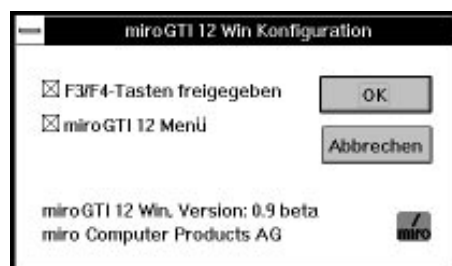 miroGTI 12 Win Konfiguration
F3/F4-Tasten freigegeben
OK
miroGTI 12 Menü
Abbrechen
miroGTI 12 Win, Version: 0.9 beta
miro Computer Products AG
miro